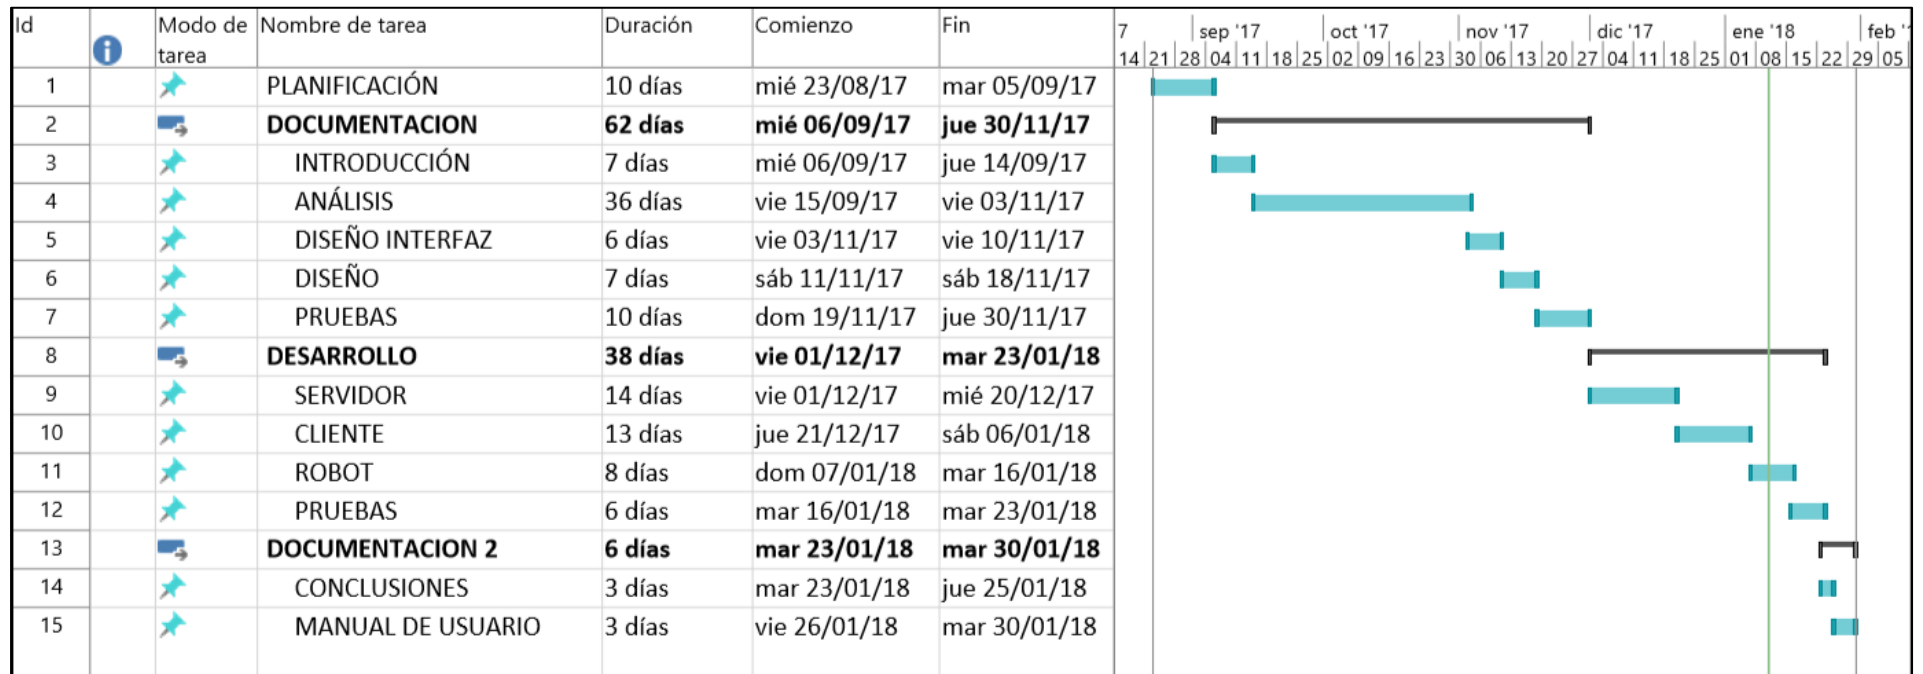 Id Modo de tarea Nombre de tarea Duración Comienzo Fin
7 sep '17 oct '17 nov '17 dic '17 ene '18 feb '
14 21 28 04 11 18 25 02 09 16 23 30 06 13 20 27 04 11 18 25 01 08 15 22 29 05
1 PLANIFICACIÓN 10 días mié 23/08/17 mar 05/09/17
2 DOCUMENTACION 62 días mié 06/09/17 jue 30/11/17
3 INTRODUCCIÓN 7 días mié 06/09/17 jue 14/09/17
4 ANÁLISIS 36 días vie 15/09/17 vie 03/11/17
5 DISEÑO INTERFAZ 6 días vie 03/11/17 vie 10/11/17
6 DISEÑO 7 días sáb 11/11/17 sáb 18/11/17
7 PRUEBAS 10 días dom 19/11/17 jue 30/11/17
8 DESARROLLO 38 días vie 01/12/17 mar 23/01/18
9 SERVIDOR 14 días vie 01/12/17 mié 20/12/17
10 CLIENTE 13 días jue 21/12/17 sáb 06/01/18
11 ROBOT 8 días dom 07/01/18 mar 16/01/18
12 PRUEBAS 6 días mar 16/01/18 mar 23/01/18
13 DOCUMENTACION 2 6 días mar 23/01/18 mar 30/01/18
14 CONCLUSIONES 3 días mar 23/01/18 jue 25/01/18
15 MANUAL DE USUARIO 3 días vie 26/01/18 mar 30/01/18